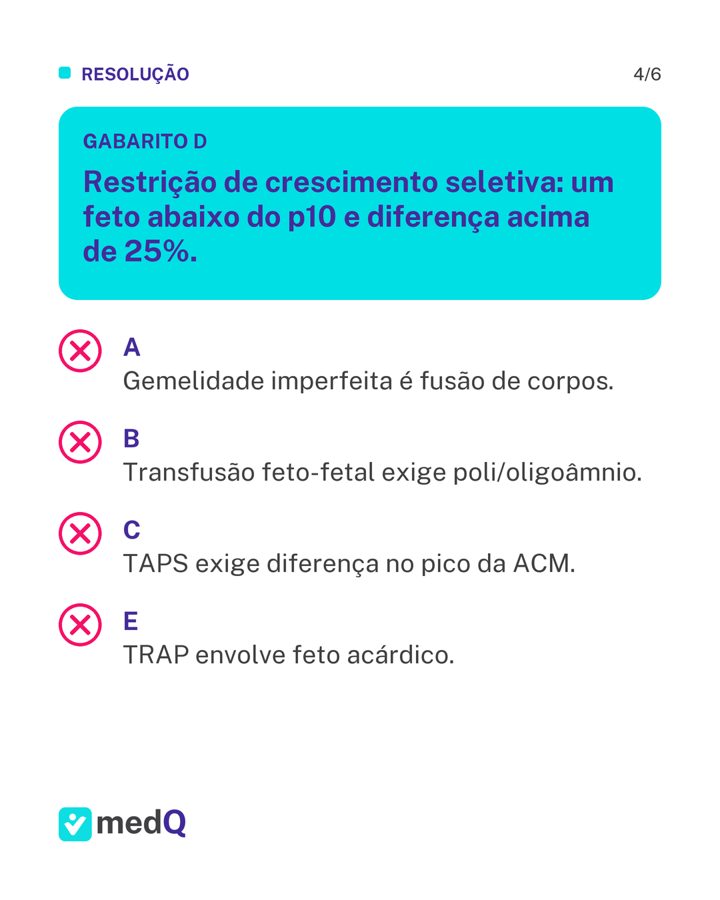 RESOLUÇÃO
4/6
GABARITO D
Restrição de crescimento seletiva: um
feto abaixo do p10 e diferença acima
de 25%.
A
Gemelidade imperfeita é fusão de corpos.
B
Transfusão feto-fetal exige poli/oligoâmnio.
C
TAPS exige diferença no pico da ACM.
E
TRAP envolve feto acárdico.
medQ